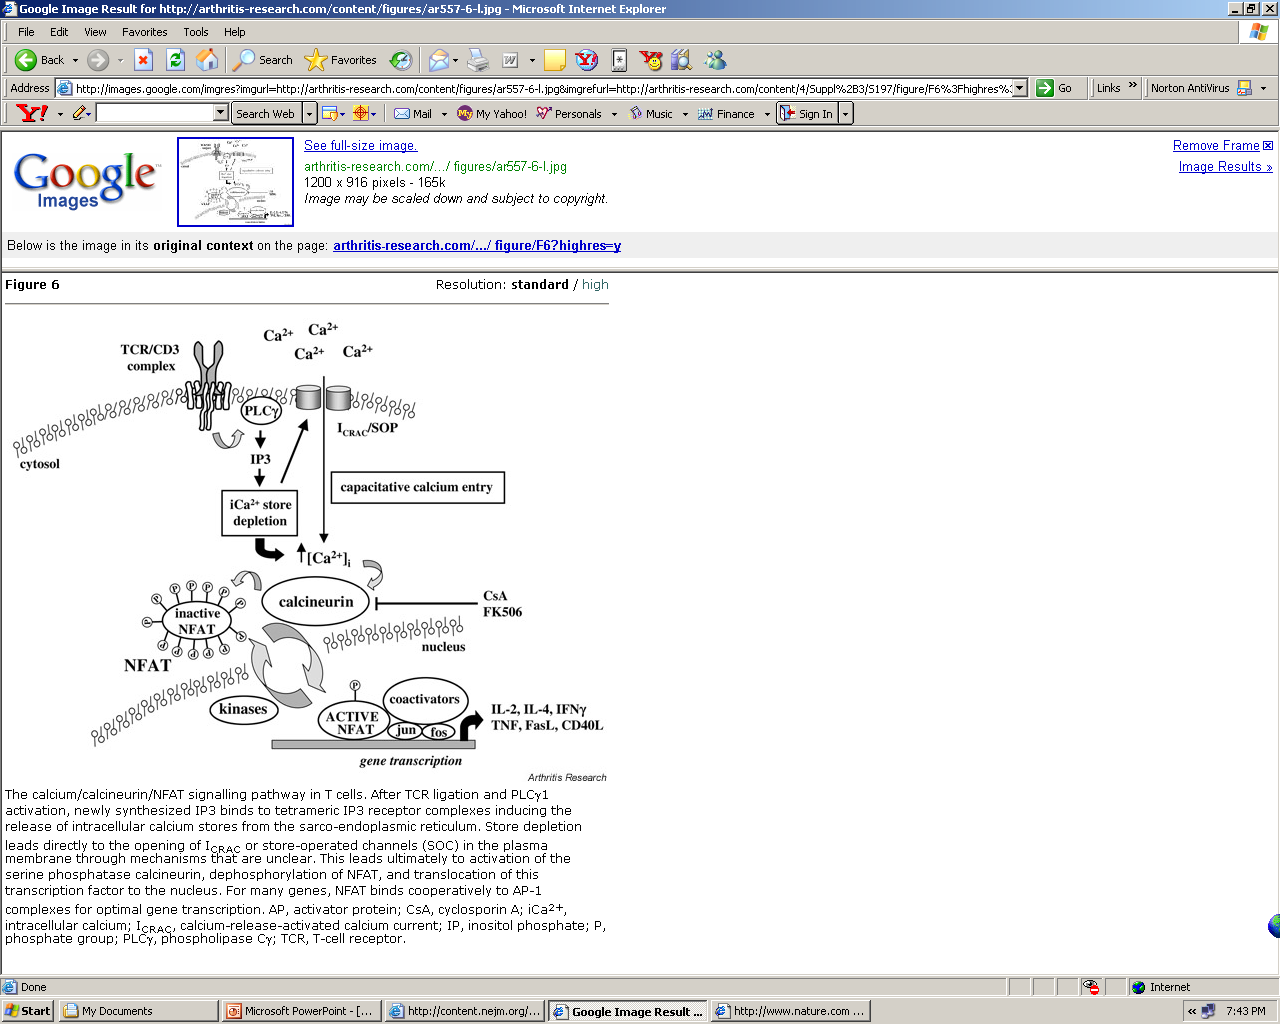 Google Image Result for http://arthritis-research.com/content/figures/ar557-6-l.jpg - Microsoft Internet Explorer
File Edit View Favorites Tools Help
Back Search Favorites
Address http://images.google.com/imgres?imgurl=http://arthritis-research.com/content/figures/ar557-6-l.jpg&imgrefurl=http://arthritis-research.com/content/4/Suppl%2B3/S197/figure/F6%3Fhighres% Go Links » Norton AntiVirus
Y! Search Web Mail My Yahoo! Personals Music Finance Sign In
Google Images
See full-size image.
arthritis-research.com/.../ figures/ar557-6-l.jpg
1200 x 916 pixels - 165k
Image may be scaled down and subject to copyright.
Remove Frame
Image Results »
Below is the image in its original context on the page: arthritis-research.com/.../ figure/F6?highres=y
Figure 6 Resolution: standard / high
Ca2+ Ca2+
Ca2+ Ca2+
TCR/CD3
complex
PLCγ
ICRAC/SOP
cytosol
IP3
capacitative calcium entry
iCa2+ store
depletion
[Ca2+]i
calcineurin
CsA
FK506
P P P P P P P P P P P P P
inactive
NFAT
NFAT
nucleus
kinases
P
ACTIVE
NFAT
coactivators
jun fos
IL-2, IL-4, IFNγ
TNF, FasL, CD40L
gene transcription
Arthritis Research
The calcium/calcineurin/NFAT signalling pathway in T cells. After TCR ligation and PLCγ1
activation, newly synthesized IP3 binds to tetrameric IP3 receptor complexes inducing the
release of intracellular calcium stores from the sarco-endoplasmic reticulum. Store depletion
leads directly to the opening of ICRAC or store-operated channels (SOC) in the plasma
membrane through mechanisms that are unclear. This leads ultimately to activation of the
serine phosphatase calcineurin, dephosphorylation of NFAT, and translocation of this
transcription factor to the nucleus. For many genes, NFAT binds cooperatively to AP-1
complexes for optimal gene transcription. AP, activator protein; CsA, cyclosporin A; iCa2+,
intracellular calcium; ICRAC, calcium-release-activated calcium current; IP, inositol phosphate; P,
phosphate group; PLCγ, phospholipase Cγ; TCR, T-cell receptor.
Done Internet
Start My Documents Microsoft PowerPoint - [... http://content.nejm.org/... Google Image Result ... http://www.nature.com ... « 7:43 PM